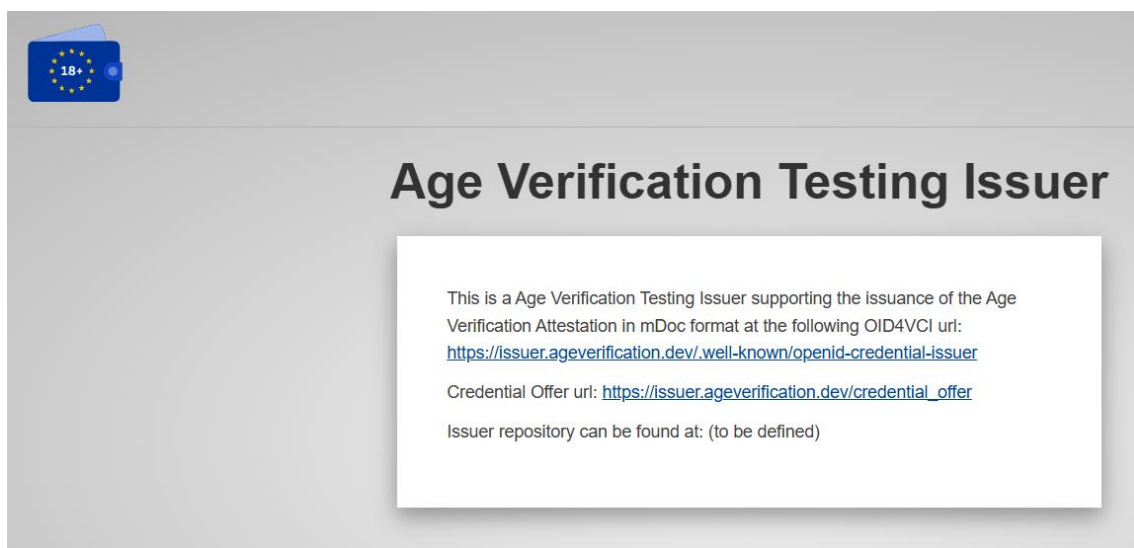 18+
Age Verification Testing Issuer
This is a Age Verification Testing Issuer supporting the issuance of the Age
Verification Attestation in mDoc format at the following OID4VCI url:
https://issuer.ageverification.dev/.well-known/openid-credential-issuer
Credential Offer url: https://issuer.ageverification.dev/credential_offer
Issuer repository can be found at: (to be defined)